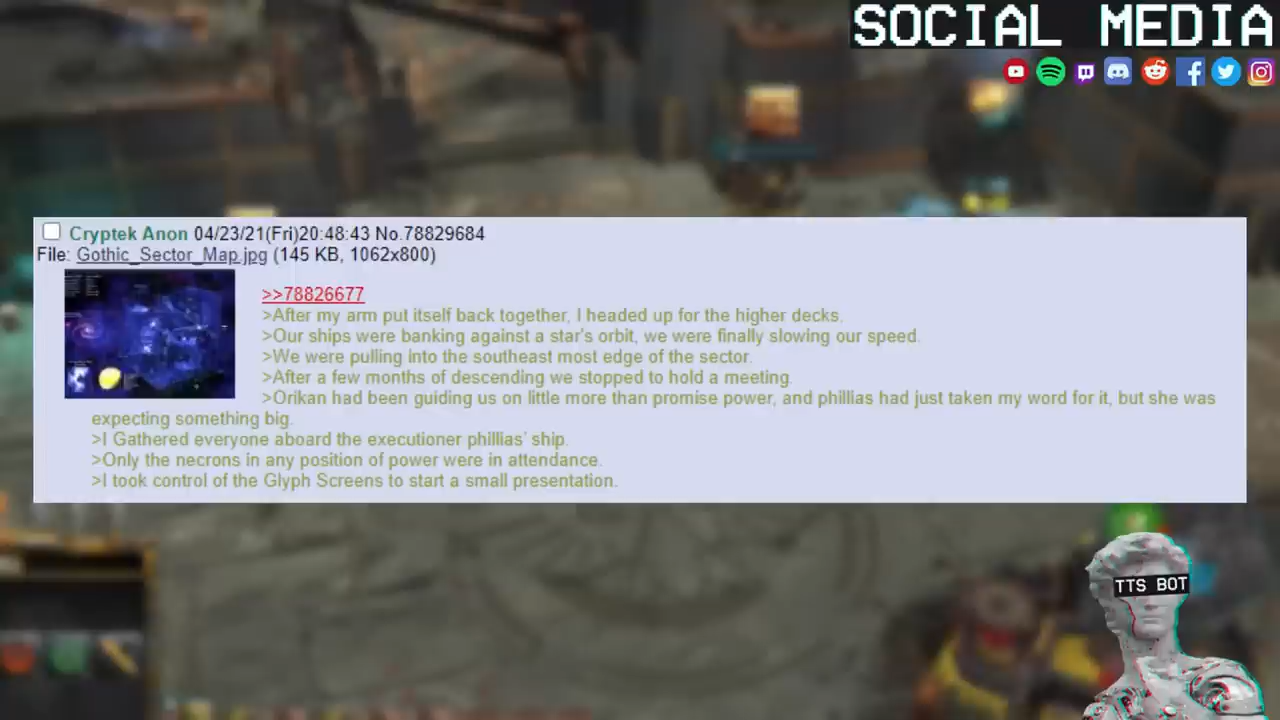 SOCIAL MEDIA
Cryptek Anon 04/23/21(Fri)20:48:43 No.78829684
File: Gothic_Sector_Map.jpg (145 KB, 1062x800)
>>78826677
>After my arm put itself back together, I headed up for the higher decks.
>Our ships were banking against a star's orbit, we were finally slowing our speed.
>We were pulling into the southeast most edge of the sector.
>After a few months of descending we stopped to hold a meeting.
>Orikan had been guiding us on little more than promise power, and phillias had just taken my word for it, but she was
expecting something big.
>I Gathered everyone aboard the executioner phillias' ship.
>Only the necrons in any position of power were in attendance.
>I took control of the Glyph Screens to start a small presentation.
TTS BOT